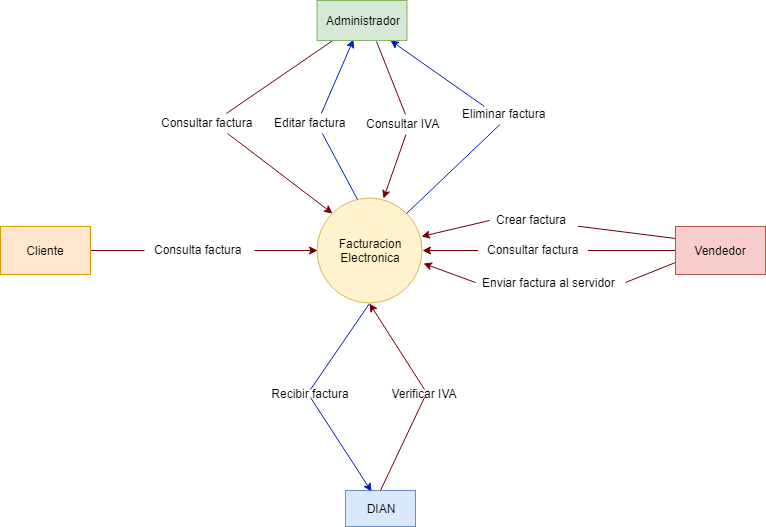 Administrador
Consultar factura
Editar factura
Consultar IVA
Eliminar factura
Crear factura
Cliente
Consulta factura
Facturacion
Electronica
Consultar factura
Vendedor
Enviar factura al servidor
Recibir factura
Verificar IVA
DIAN